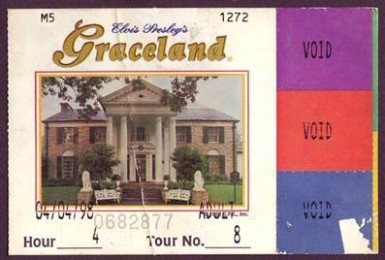 M5 1272
Elvis Presley's
Graceland
VOID
VOID
VOID
04/04/98 ADULT
0682877
Hour 4 Tour No. 8